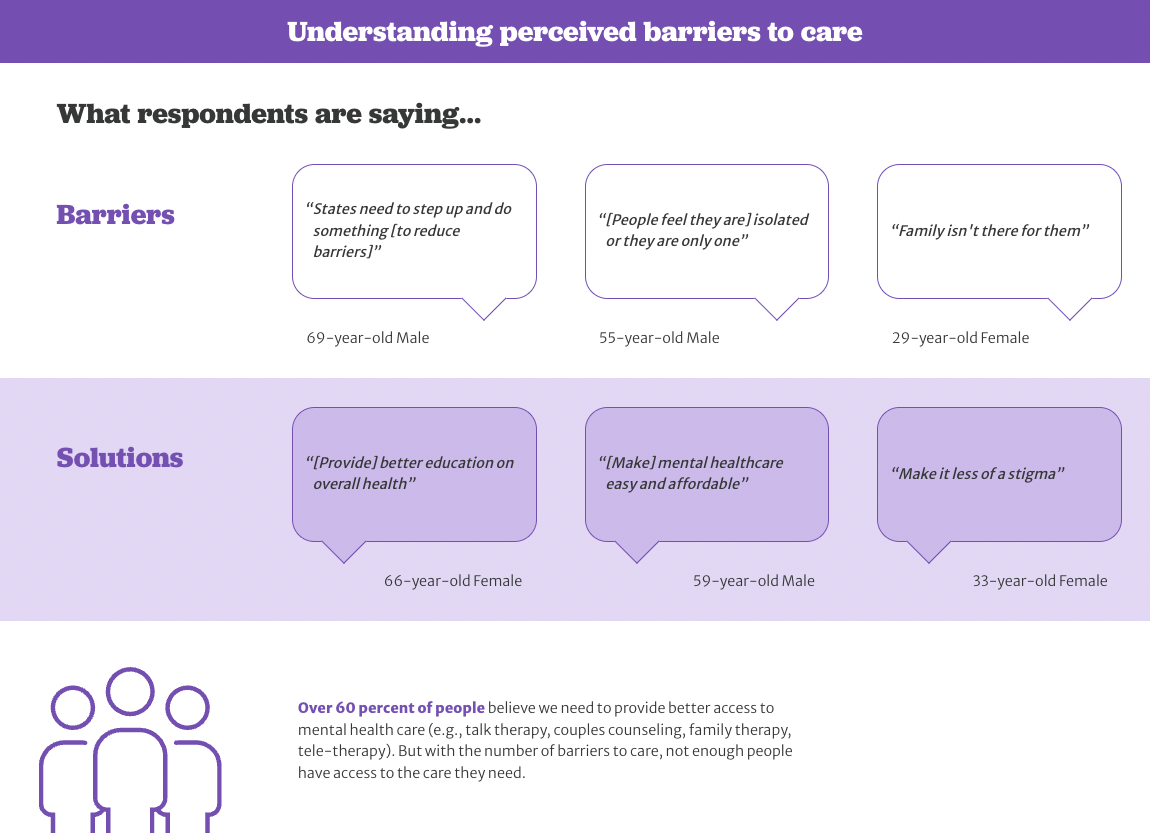 Understanding perceived barriers to care
What respondents are saying...
Barriers
“States need to step up and do
something [to reduce
barriers]”
69-year-old Male
“[People feel they are] isolated
or they are only one”
55-year-old Male
“Family isn't there for them”
29-year-old Female
Solutions
“[Provide] better education on
overall health”
66-year-old Female
“[Make] mental healthcare
easy and affordable”
59-year-old Male
“Make it less of a stigma”
33-year-old Female
Over 60 percent of people believe we need to provide better access to
mental health care (e.g., talk therapy, couples counseling, family therapy,
tele-therapy). But with the number of barriers to care, not enough people
have access to the care they need.